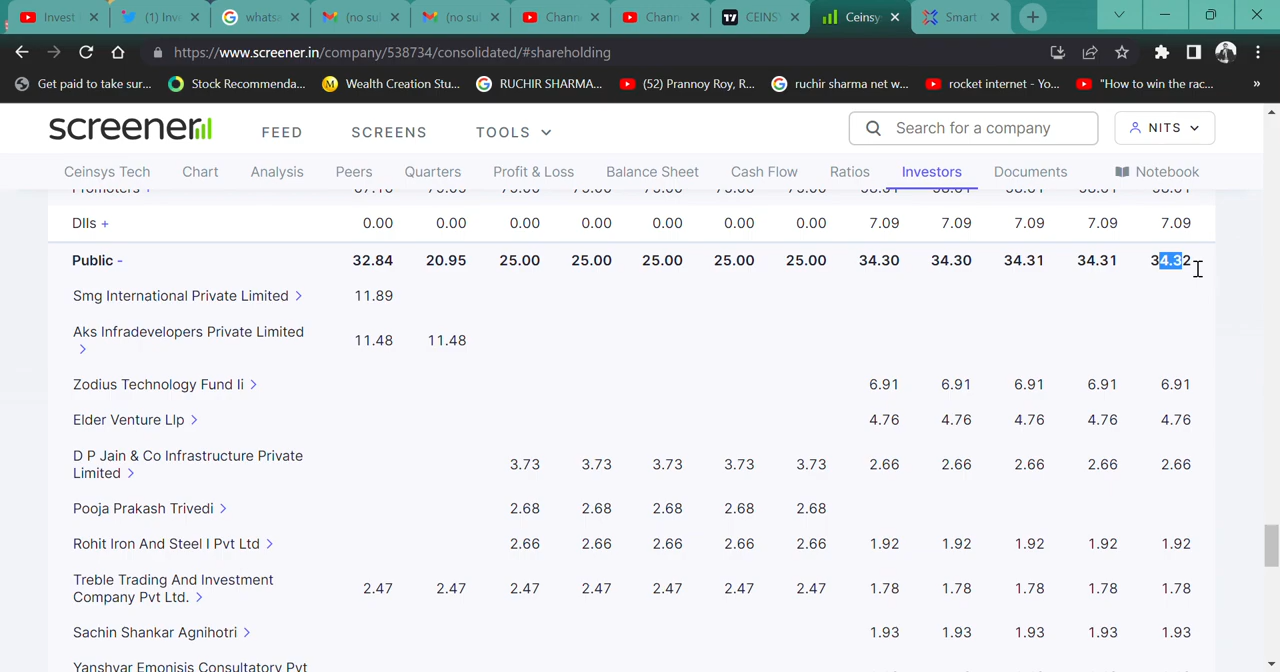 Invest (1) Inv G whats (no su (no su Chann Chann CEINS Ceinsy Smart
https://www.screener.in/company/538734/consolidated/#shareholding
Get paid to take sur... Stock Recommenda... Wealth Creation Stu... RUCHIR SHARMA... (52) Prannoy Roy, R... ruchir sharma net w... rocket internet - Yo... "How to win the rac... »
screener FEED SCREENS TOOLS Search for a company NITS
Ceinsys Tech Chart Analysis Peers Quarters Profit & Loss Balance Sheet Cash Flow Ratios Investors Documents Notebook
Promoters +
DIIs + 0.00 0.00 0.00 0.00 0.00 0.00 0.00 7.09 7.09 7.09 7.09 7.09
Public - 32.84 20.95 25.00 25.00 25.00 25.00 25.00 34.30 34.30 34.31 34.31 34.32
Smg International Private Limited > 11.89
Aks Infradevelopers Private Limited
> 11.48 11.48
Zodius Technology Fund Ii > 6.91 6.91 6.91 6.91 6.91
Elder Venture Llp > 4.76 4.76 4.76 4.76 4.76
D P Jain & Co Infrastructure Private
Limited > 3.73 3.73 3.73 3.73 3.73 2.66 2.66 2.66 2.66 2.66
Pooja Prakash Trivedi > 2.68 2.68 2.68 2.68 2.68
Rohit Iron And Steel I Pvt Ltd > 2.66 2.66 2.66 2.66 2.66 1.92 1.92 1.92 1.92 1.92
Treble Trading And Investment
Company Pvt Ltd. > 2.47 2.47 2.47 2.47 2.47 2.47 2.47 1.78 1.78 1.78 1.78 1.78
Sachin Shankar Agnihotri > 1.93 1.93 1.93 1.93 1.93
Yanshvar Emonisis Consultatory Pvt